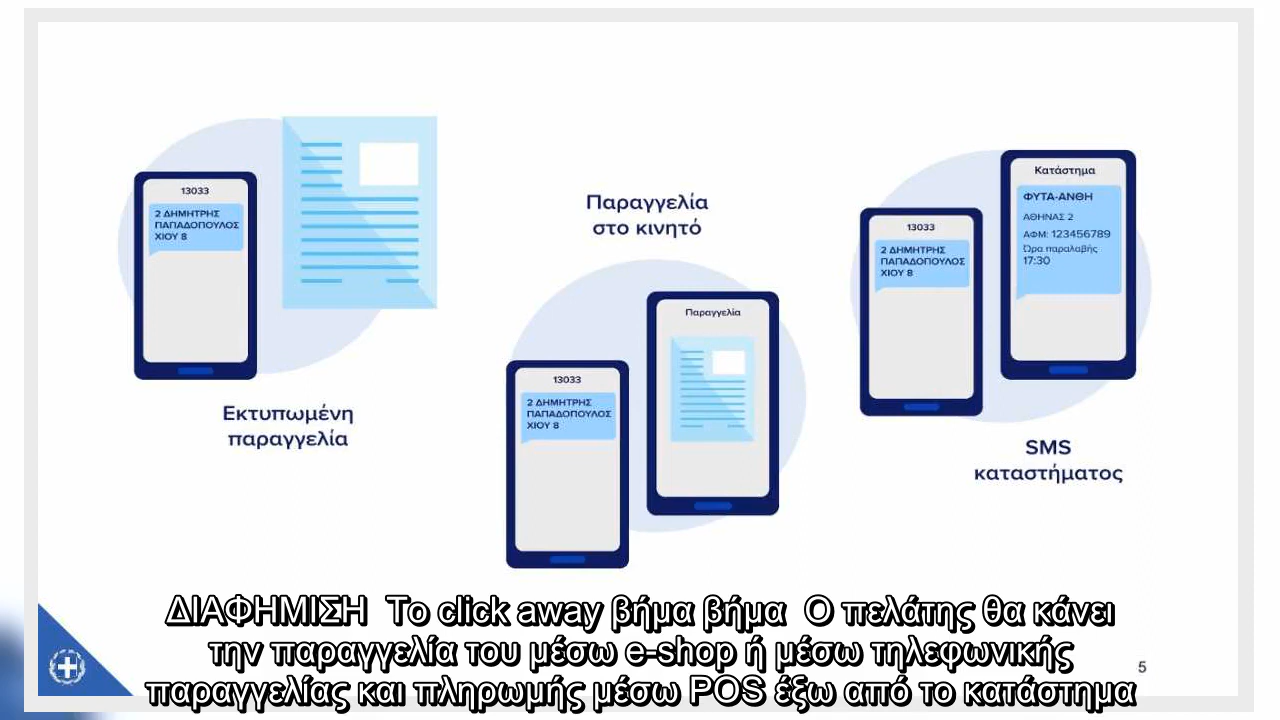 13033
2 ΔΗΜΗΤΡΗΣ
ΠΑΠΑΔΟΠΟΥΛΟΣ
ΧΙΟΥ 8
Εκτυπωμένη
παραγγελία
Παραγγελία
στο κινητό
13033
2 ΔΗΜΗΤΡΗΣ
ΠΑΠΑΔΟΠΟΥΛΟΣ
ΧΙΟΥ 8
Παραγγελία
13033
2 ΔΗΜΗΤΡΗΣ
ΠΑΠΑΔΟΠΟΥΛΟΣ
ΧΙΟΥ 8
Κατάστημα
ΦΥΤΑ-ΑΝΘΗ
ΑΘΗΝΑΣ 2
ΑΦΜ: 123456789
Ώρα παραλαβής
17:30
SMS
καταστήματος
ΔΙΑΦΗΜΙΣΗ Το click away βήμα βήμα Ο πελάτης θα κάνει
την παραγγελία του μέσω e-shop ή μέσω τηλεφωνικής
παραγγελίας και πληρωμής μέσω POS έξω από το κατάστημα
5